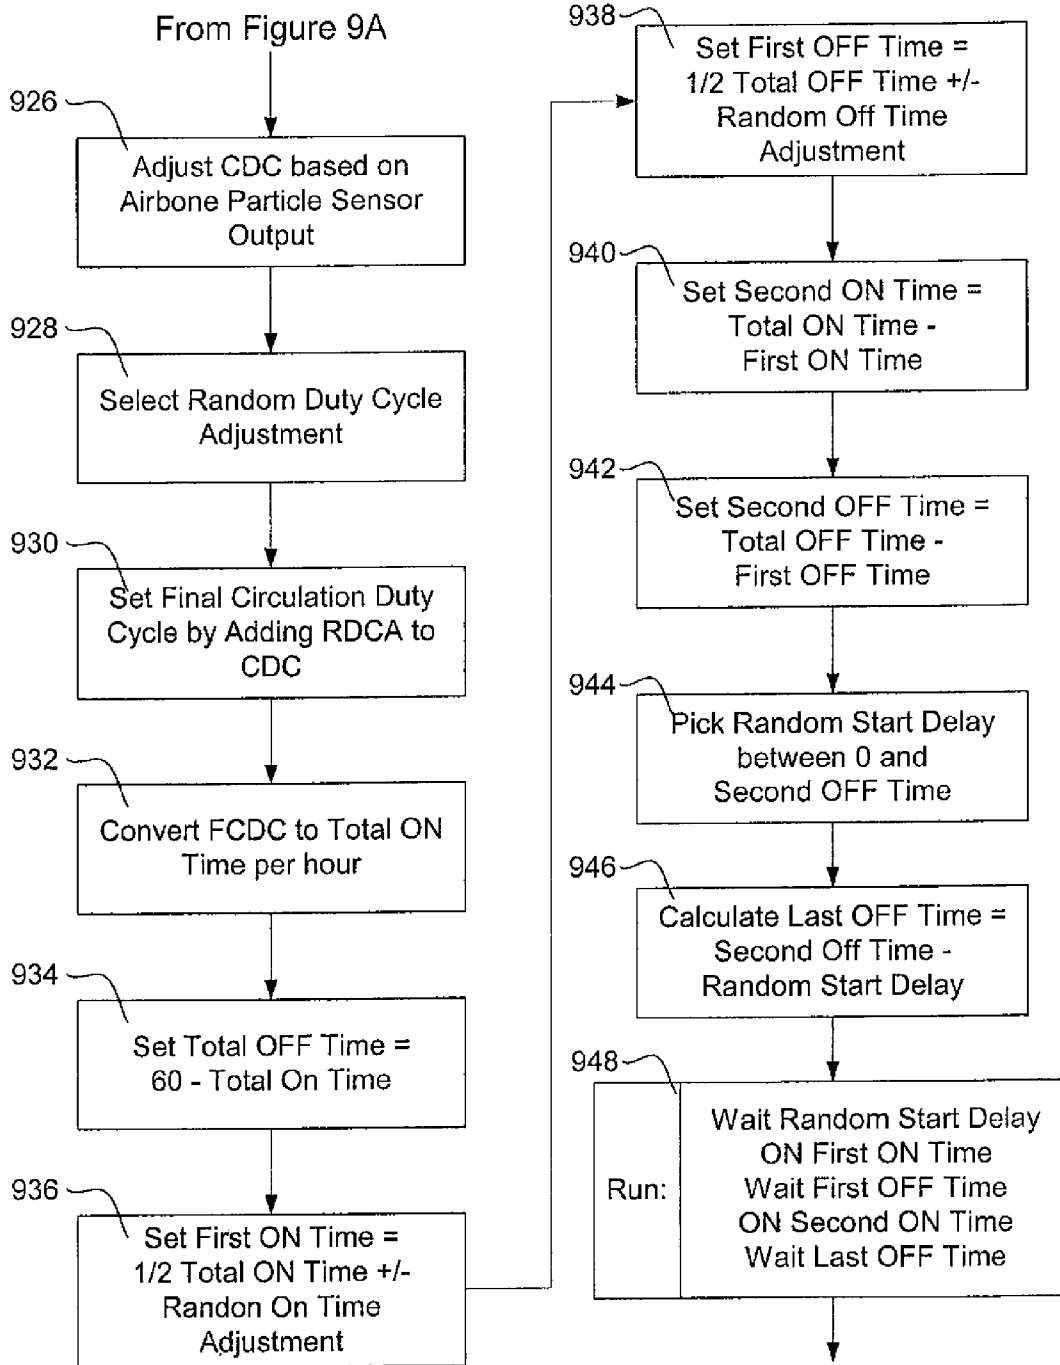 From Figure 9A
926
Adjust CDC based on
Airbone Particle Sensor
Output
928
Select Random Duty Cycle
Adjustment
930
Set Final Circulation Duty
Cycle by Adding RDCA to
CDC
932
Convert FCDC to Total ON
Time per hour
934
Set Total OFF Time =
60 - Total On Time
936
Set First ON Time =
1/2 Total ON Time +/-
Randon On Time
Adjustment
938
Set First OFF Time =
1/2 Total OFF Time +/-
Random Off Time
Adjustment
940
Set Second ON Time =
Total ON Time -
First ON Time
942
Set Second OFF Time =
Total OFF Time -
First OFF Time
944
Pick Random Start Delay
between 0 and
Second OFF Time
946
Calculate Last OFF Time =
Second Off Time -
Random Start Delay
948
Run:
Wait Random Start Delay
ON First ON Time
Wait First OFF Time
ON Second ON Time
Wait Last OFF Time